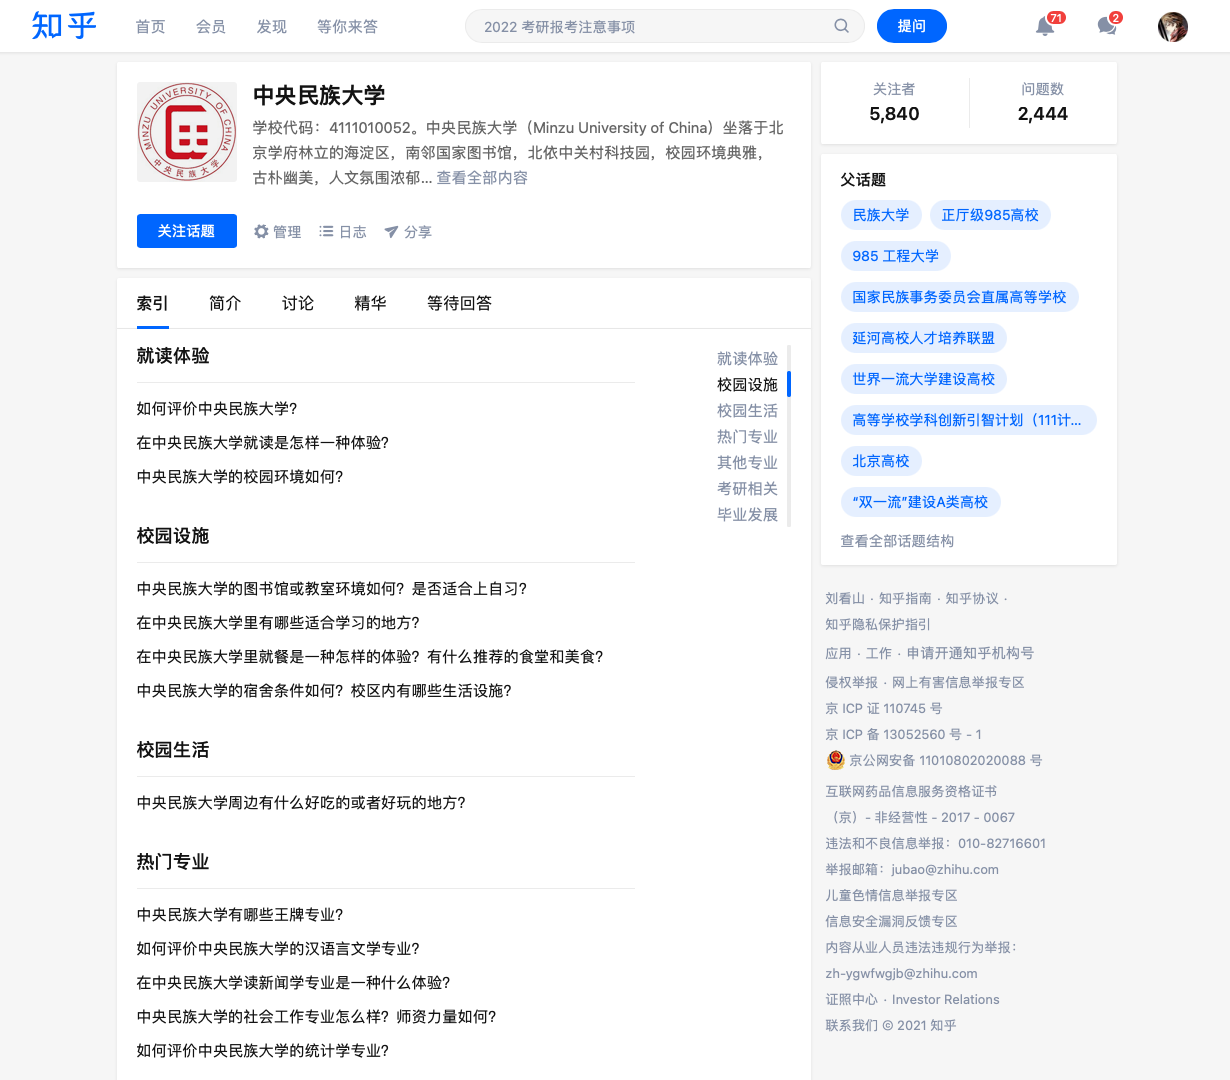 知乎
首页 会员 发现 等你来答
2022 考研报考注意事项
提问
71
2
MINZU UNIVERSITY OF CHINA
中央民族大学
中央民族大学
学校代码：4111010052。中央民族大学（Minzu University of China）坐落于北
京学府林立的海淀区，南邻国家图书馆，北依中关村科技园，校园环境典雅，
古朴幽美，人文氛围浓郁... 查看全部内容
关注话题 管理 日志 分享
索引 简介 讨论 精华 等待回答
就读体验
如何评价中央民族大学？
在中央民族大学就读是怎样一种体验？
中央民族大学的校园环境如何？
校园设施
中央民族大学的图书馆或教室环境如何？是否适合上自习？
在中央民族大学里有哪些适合学习的地方？
在中央民族大学里就餐是一种怎样的体验？有什么推荐的食堂和美食？
中央民族大学的宿舍条件如何？校区内有哪些生活设施？
校园生活
中央民族大学周边有什么好吃的或者好玩的地方？
热门专业
中央民族大学有哪些王牌专业？
如何评价中央民族大学的汉语言文学专业？
在中央民族大学读新闻学专业是一种什么体验？
中央民族大学的社会工作专业怎么样？师资力量如何？
如何评价中央民族大学的统计学专业？
就读体验
校园设施
校园生活
热门专业
其他专业
考研相关
毕业发展
关注者 问题数
5,840 2,444
父话题
民族大学 正厅级985高校
985 工程大学
国家民族事务委员会直属高等学校
延河高校人才培养联盟
世界一流大学建设高校
高等学校学科创新引智计划（111计...
北京高校
“双一流”建设A类高校
查看全部话题结构
刘看山 · 知乎指南 · 知乎协议 ·
知乎隐私保护指引
应用 · 工作 · 申请开通知乎机构号
侵权举报 · 网上有害信息举报专区
京 ICP 证 110745 号
京 ICP 备 13052560 号 - 1
京公网安备 11010802020088 号
互联网药品信息服务资格证书
（京）- 非经营性 - 2017 - 0067
违法和不良信息举报：010-82716601
举报邮箱：jubao@zhihu.com
儿童色情信息举报专区
信息安全漏洞反馈专区
内容从业人员违法违规行为举报：
zh-ygwfwgjb@zhihu.com
证照中心 · Investor Relations
联系我们 © 2021 知乎